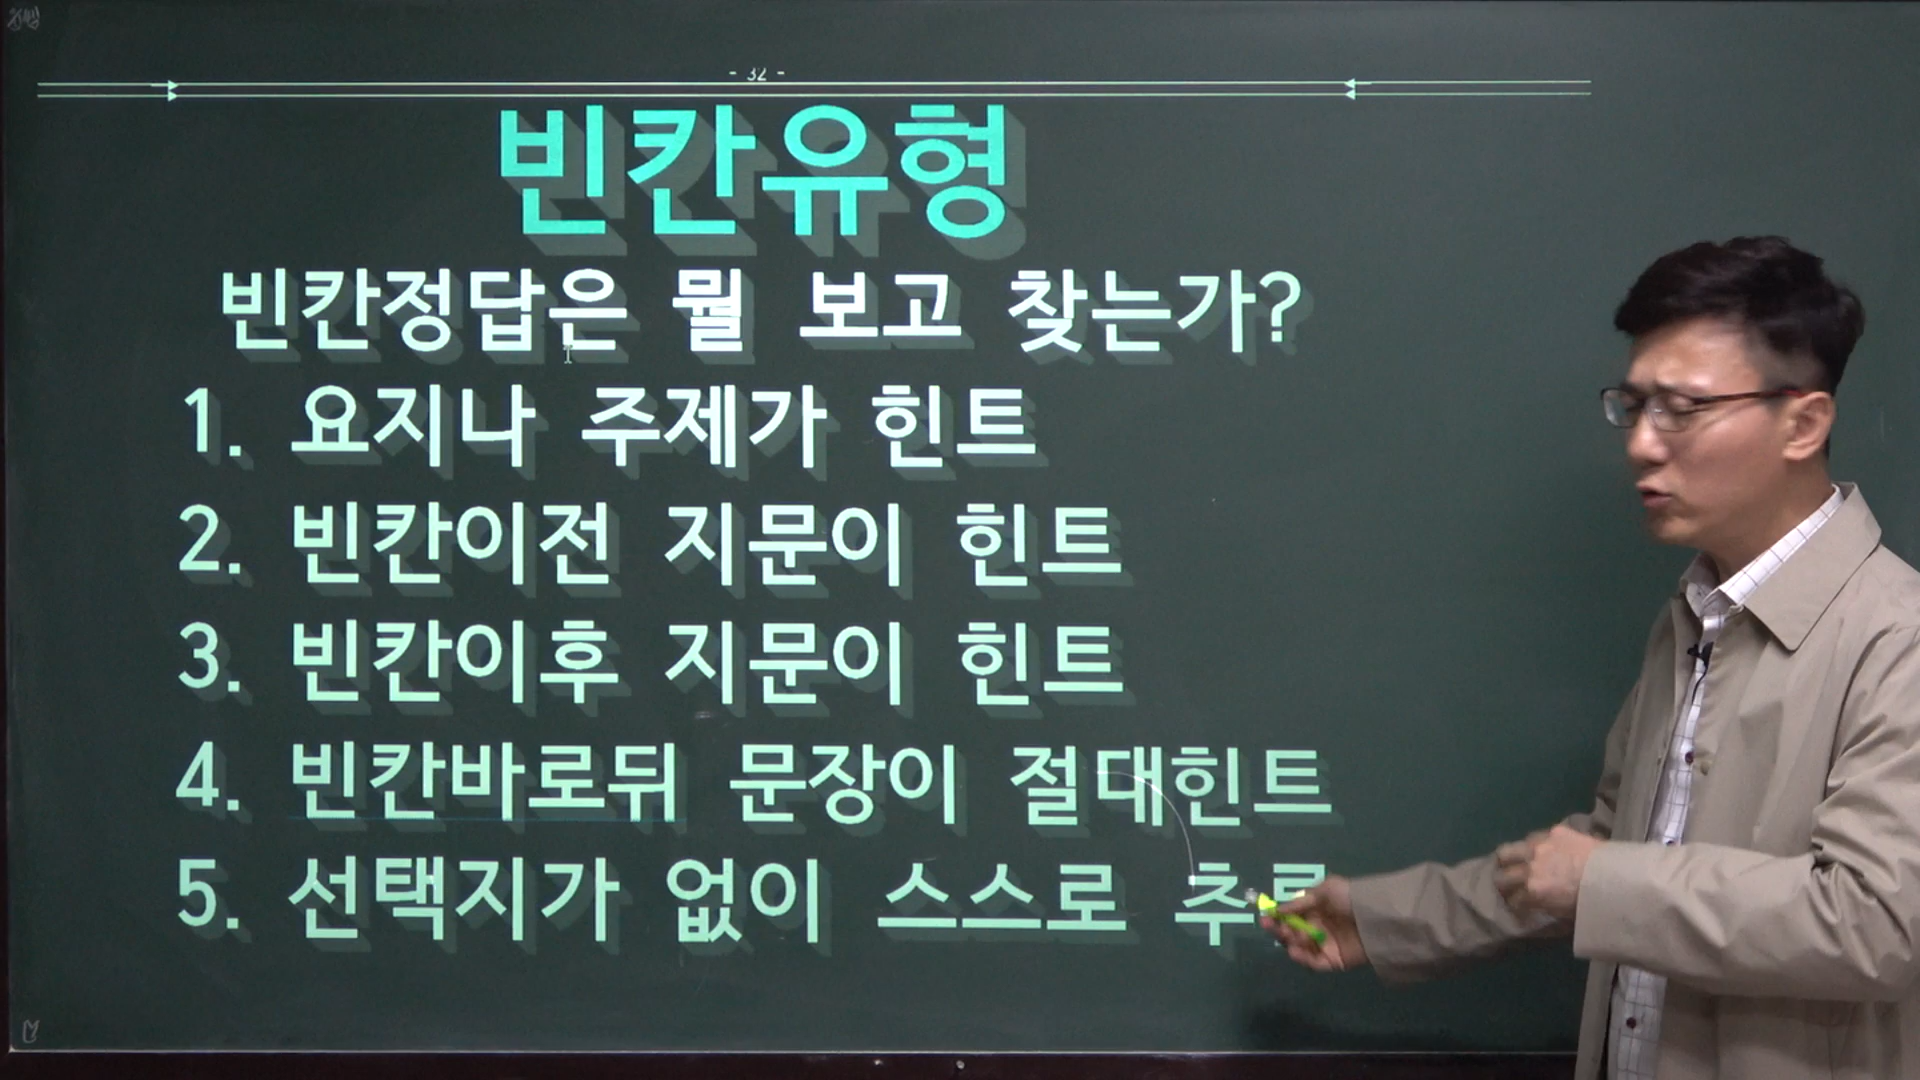 - 32 -
빈칸유형
빈칸정답은 뭘 보고 찾는가?
1. 요지나 주제가 힌트
2. 빈칸이전 지문이 힌트
3. 빈칸이후 지문이 힌트
4. 빈칸바로뒤 문장이 절대힌트
5. 선택지가 없이 스스로